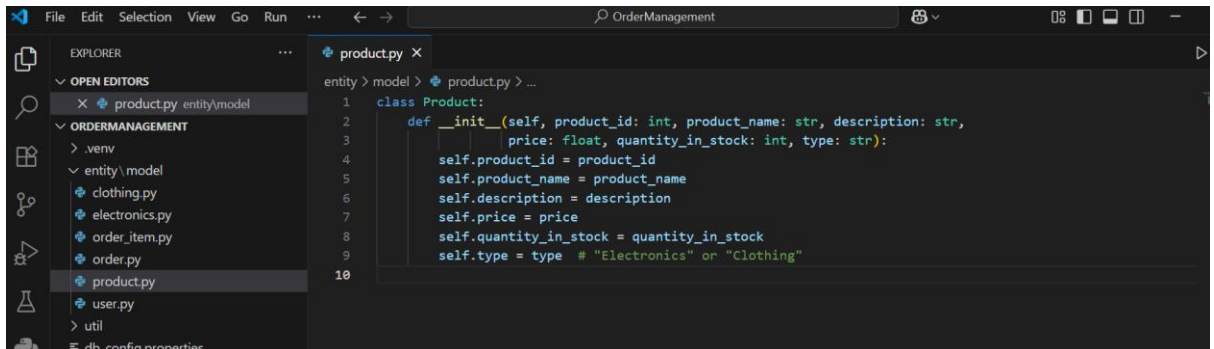 File Edit Selection View Go Run ... OrderManagement
EXPLORER ...
OPEN EDITORS
product.py entity\model
ORDERMANAGEMENT
.venv
entity\model
clothing.py
electronics.py
order_item.py
order.py
product.py
user.py
util
db_config.properties
product.py
entity > model > product.py > ...
1 class Product:
2     def __init__(self, product_id: int, product_name: str, description: str,
3                  price: float, quantity_in_stock: int, type: str):
4         self.product_id = product_id
5         self.product_name = product_name
6         self.description = description
7         self.price = price
8         self.quantity_in_stock = quantity_in_stock
9         self.type = type  # "Electronics" or "Clothing"
10